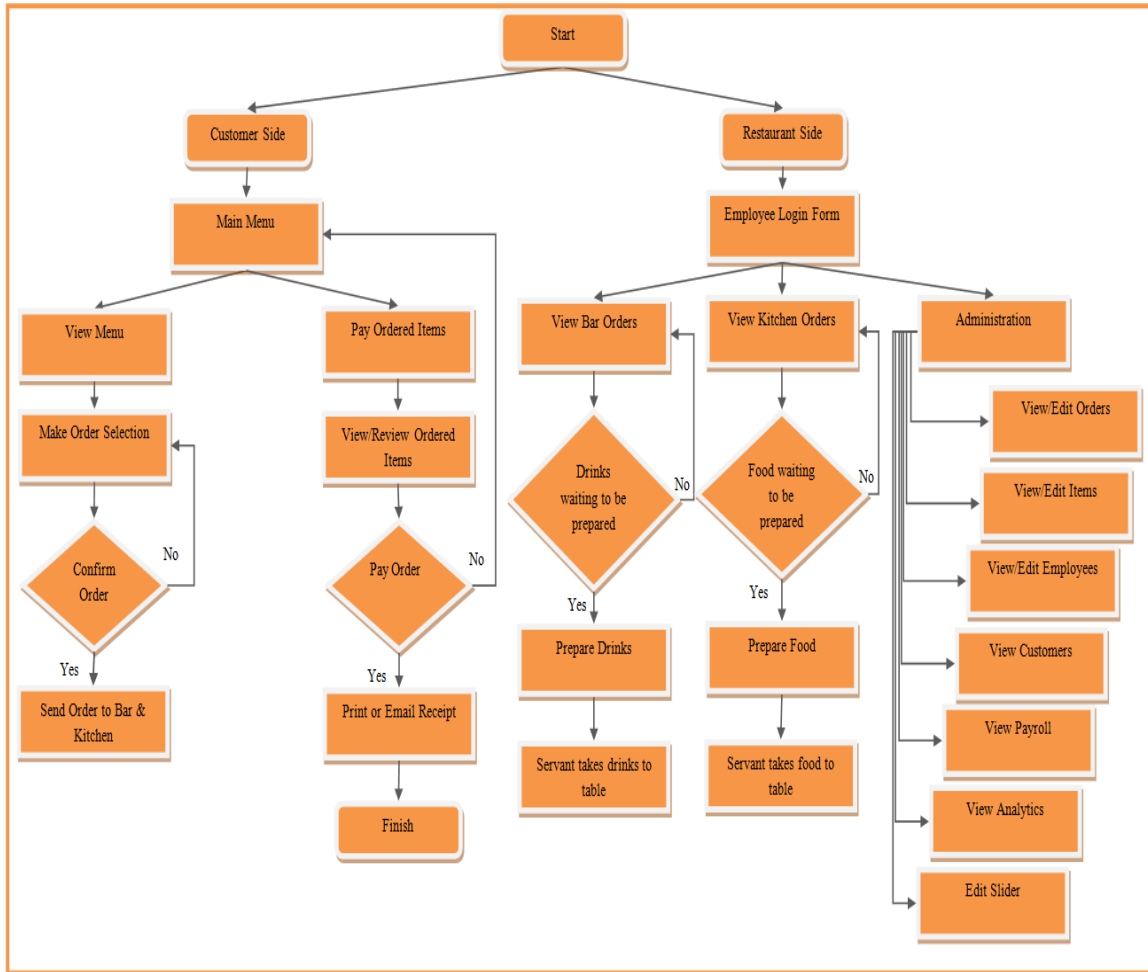 Start
Customer Side
Restaurant Side
Main Menu
Employee Login Form
View Menu
Pay Ordered Items
View Bar Orders
View Kitchen Orders
Administration
Make Order Selection
View/Review Ordered
Items
View/Edit Orders
Drinks
waiting to be
prepared
No
Food waiting
to be
prepared
No
View/Edit Items
Confirm
Order
No
Pay Order
No
View/Edit Employees
Yes
Yes
Prepare Drinks
Prepare Food
View Customers
Yes
Yes
Send Order to Bar &
Kitchen
Print or Email Receipt
View Payroll
Servant takes drinks to
table
Servant takes food to
table
View Analytics
Finish
Edit Slider